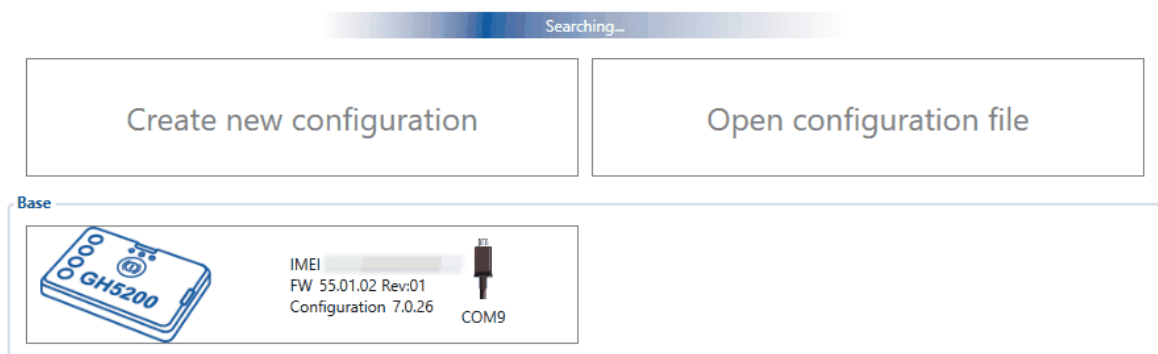 Searching...
Create new configuration
Open configuration file
Base
GH5200
IMEI
FW 55.01.02 Rev:01
Configuration 7.0.26
COM9